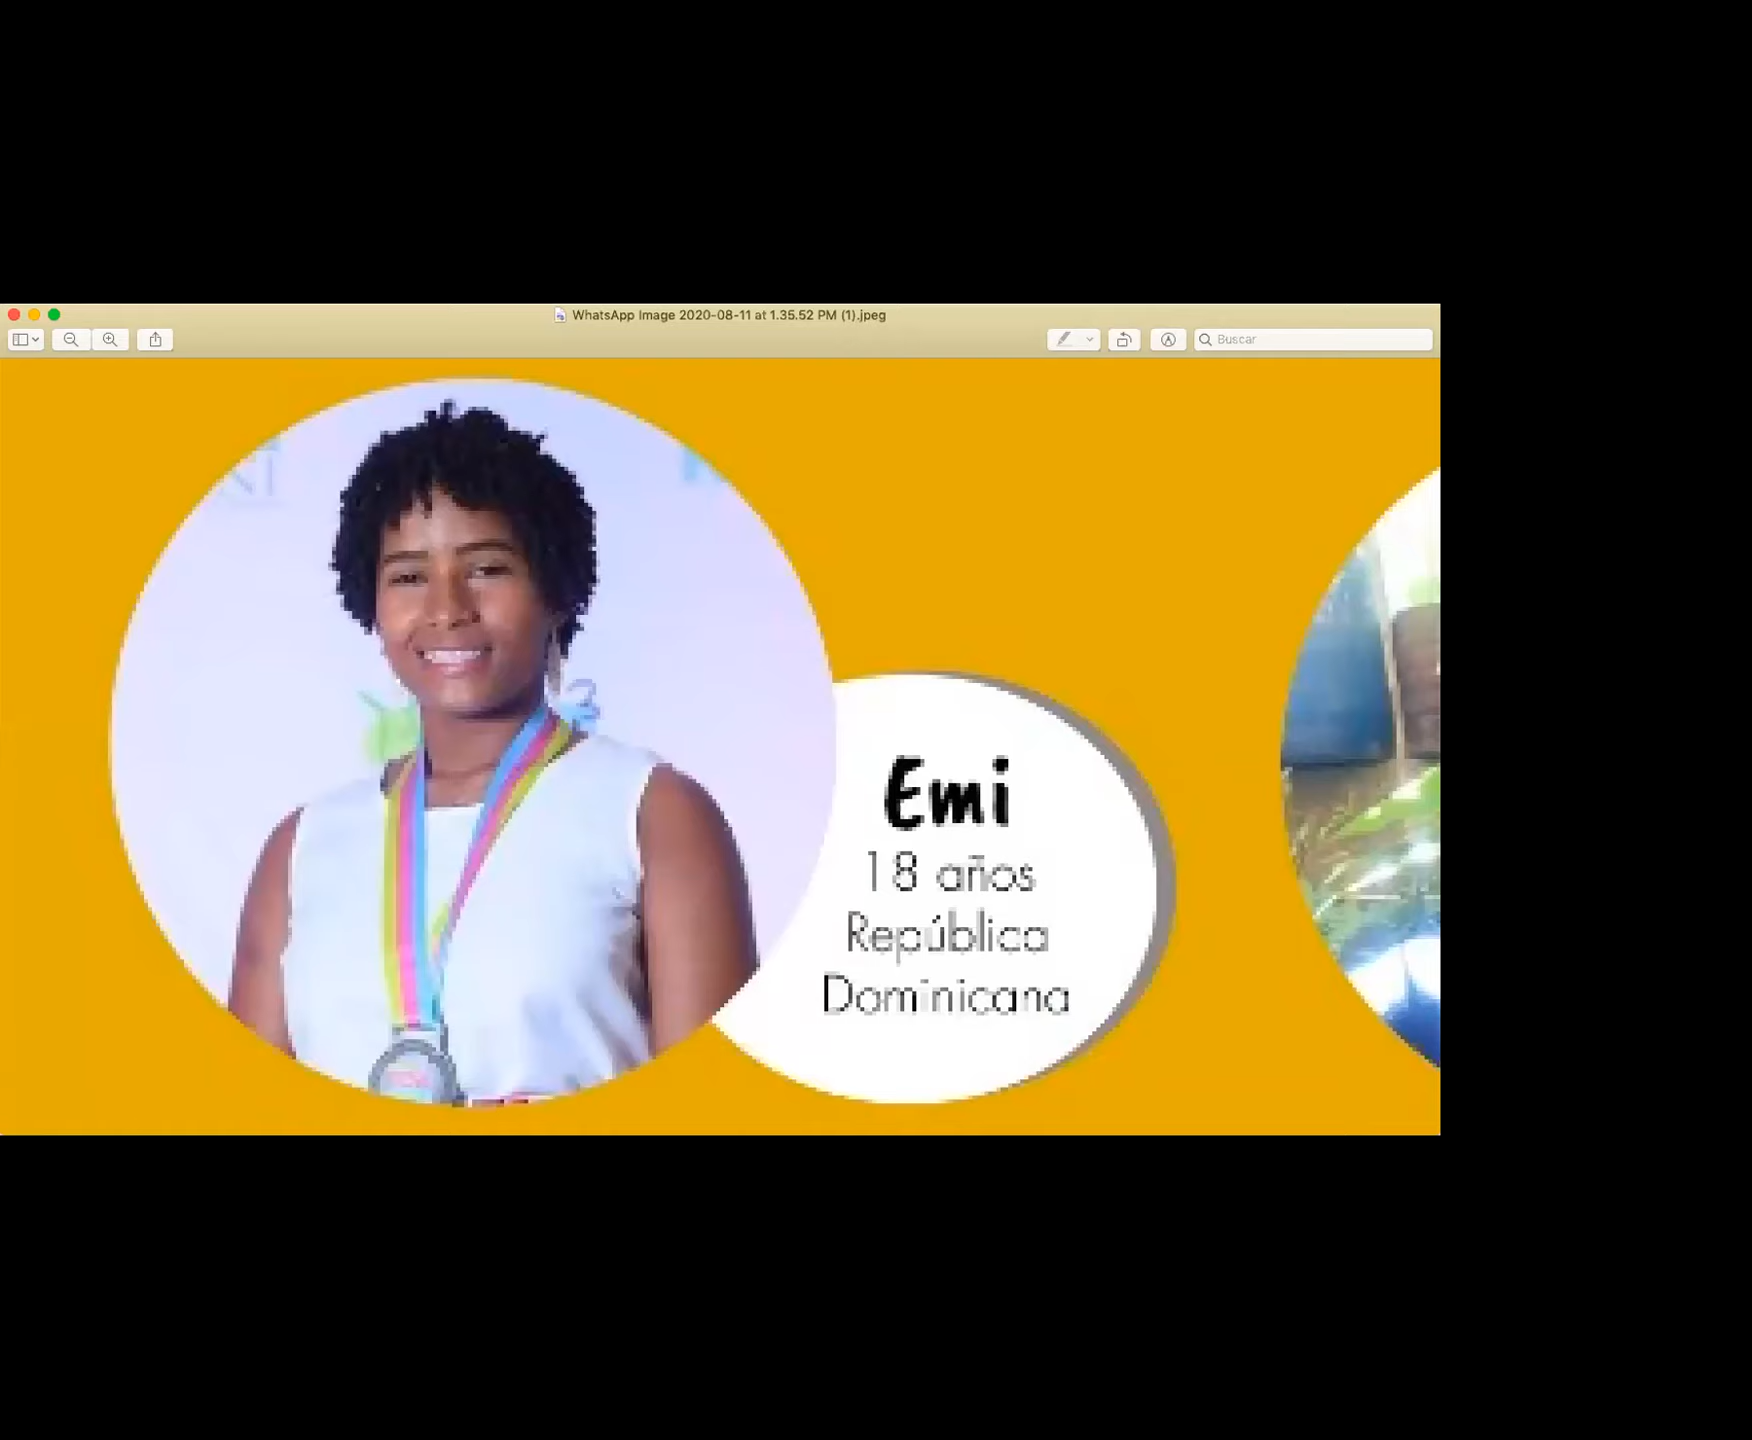 WhatsApp Image 2020-08-11 at 1.35.52 PM (1).jpeg
Buscar
Emi
18 años
República
Dominicana